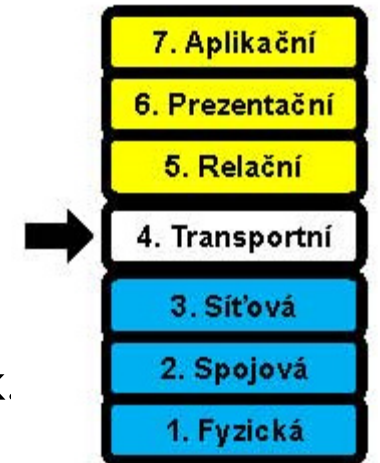 7. Aplikační
6. Prezentační
5. Relační
4. Transportní
3. Síťová
2. Spojová
K.
1. Fyzická